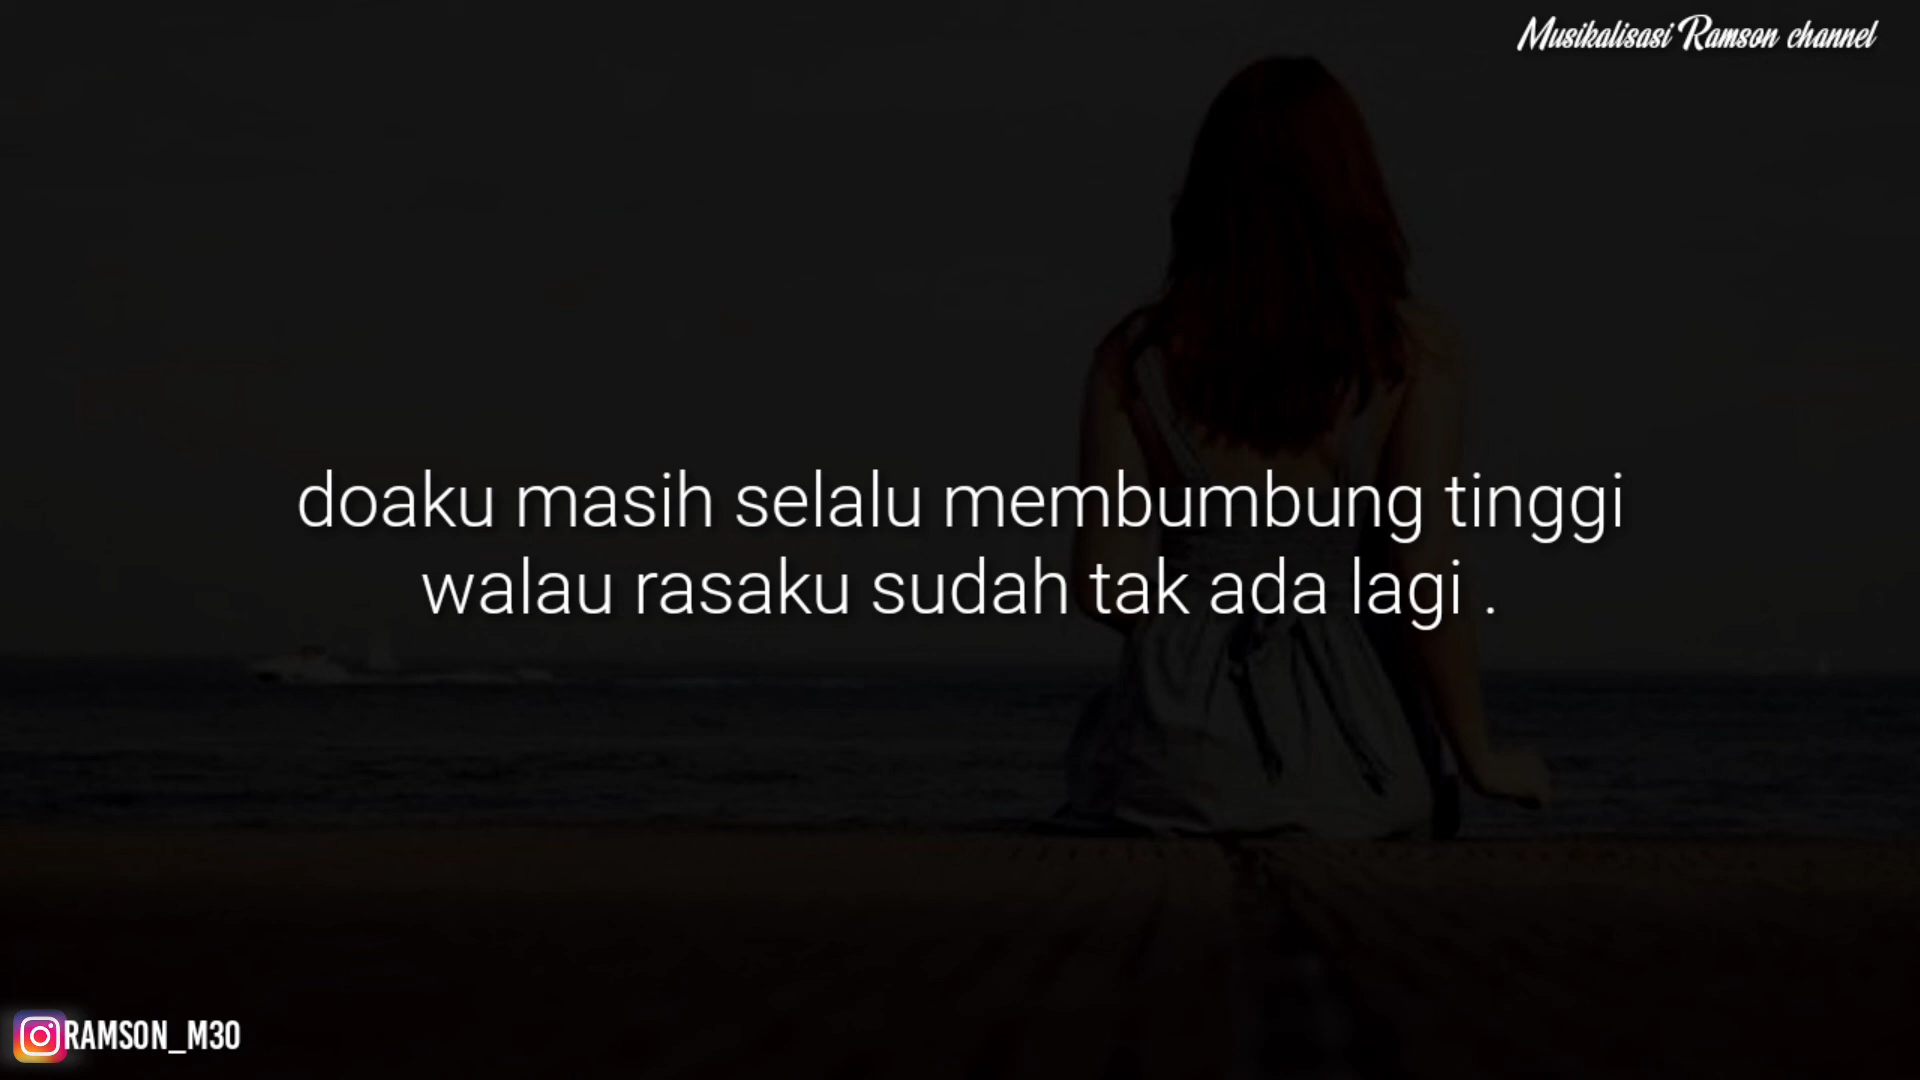 Musikalisasi Ramson channel
doaku masih selalu membumbung tinggi
walau rasaku sudah tak ada lagi .
RAMSON_M30